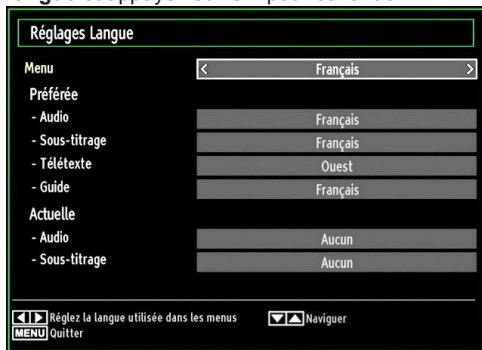 Réglages Langue
Menu < Français >
Préférée
- Audio Français
- Sous-titrage Français
- Télétexte Ouest
- Guide Français
Actuelle
- Audio Aucun
- Sous-titrage Aucun
Réglez la langue utilisée dans les menus Naviguer
MENU Quitter